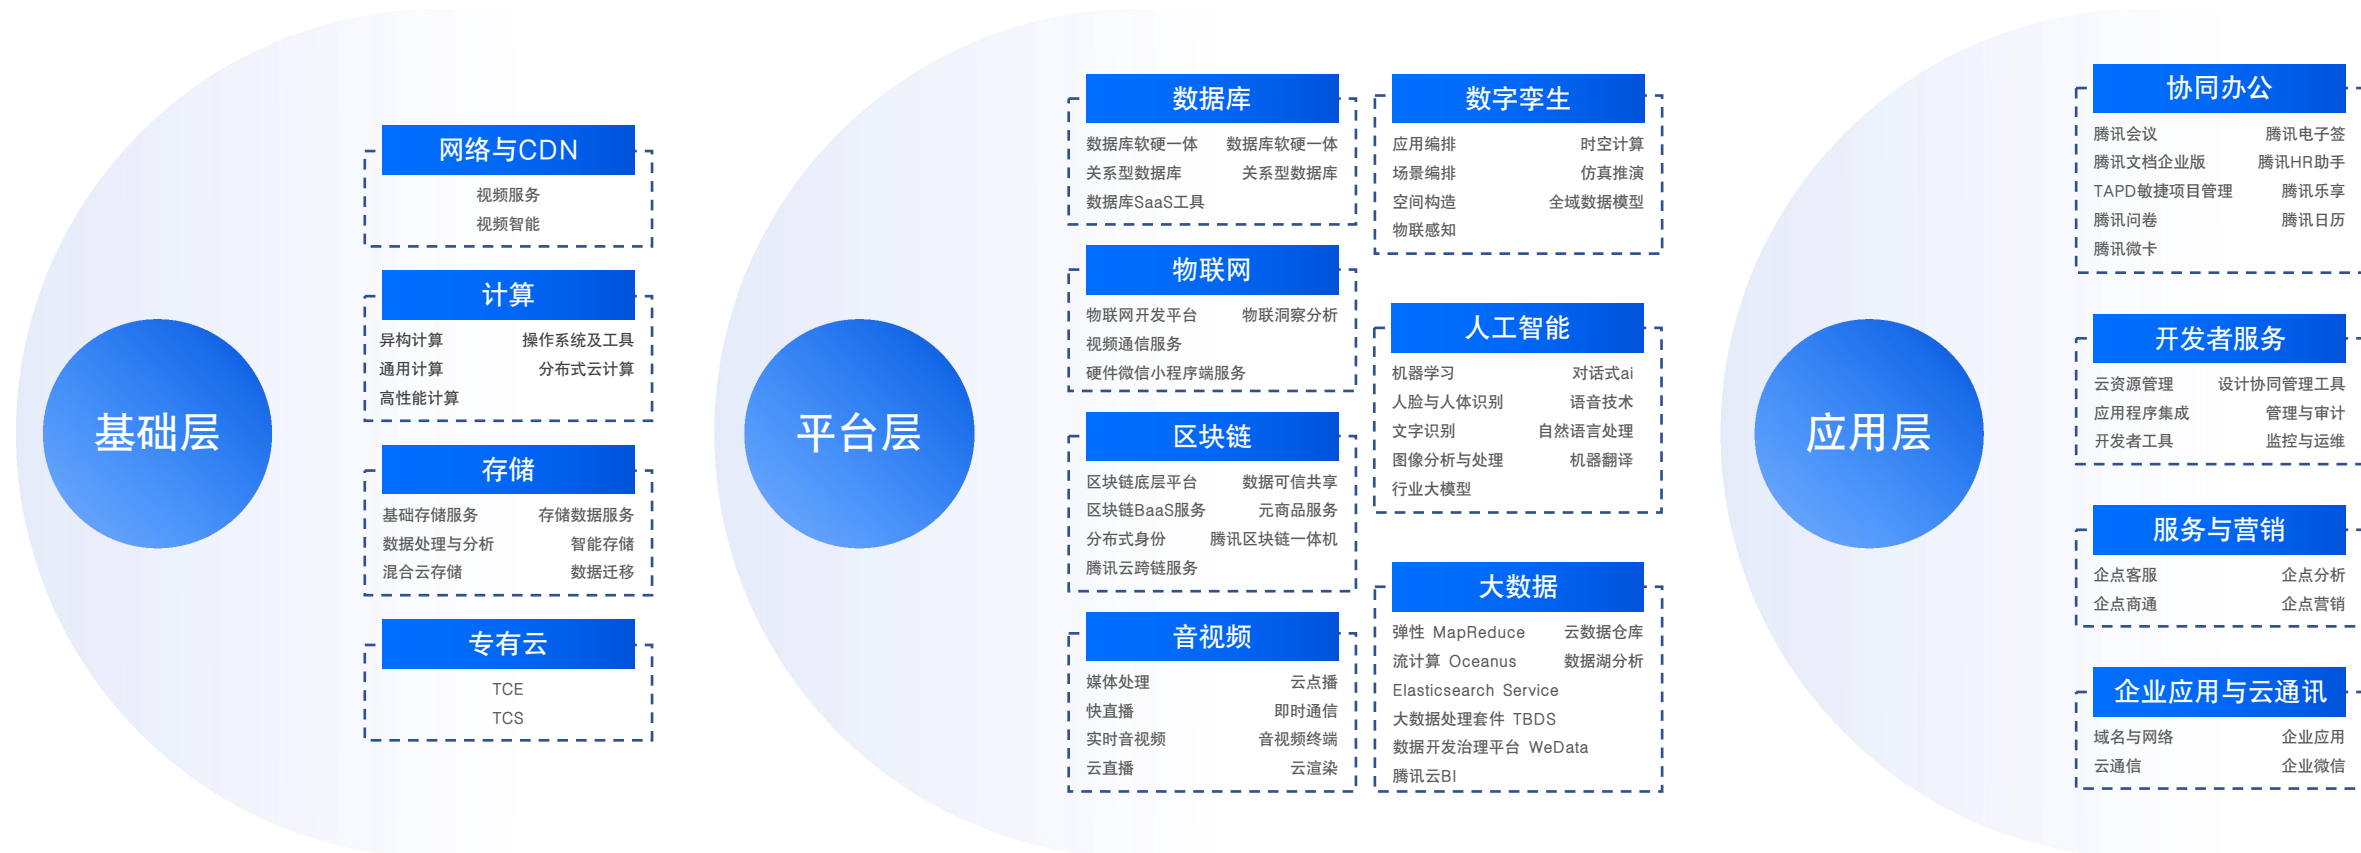 基础层
网络与CDN
视频服务
视频智能
计算
异构计算 操作系统及工具
通用计算 分布式云计算
高性能计算
存储
基础存储服务 存储数据服务
数据处理与分析 智能存储
混合云存储 数据迁移
专有云
TCE
TCS
平台层
数据库
数据库软硬一体 数据库软硬一体
关系型数据库 关系型数据库
数据库SaaS工具
物联网
物联网开发平台 物联洞察分析
视频通信服务
硬件微信小程序端服务
区块链
区块链底层平台 数据可信共享
区块链BaaS服务 元商品服务
分布式身份 腾讯区块链一体机
腾讯云跨链服务
音视频
媒体处理 云点播
快直播 即时通信
实时音视频 音视频终端
云直播 云渲染
数字孪生
应用编排 时空计算
场景编排 仿真推演
空间构造 全域数据模型
物联感知
人工智能
机器学习 对话式ai
人脸与人体识别 语音技术
文字识别 自然语言处理
图像分析与处理 机器翻译
行业大模型
大数据
弹性 MapReduce 云数据仓库
流计算 Oceanus 数据湖分析
Elasticsearch Service
大数据处理套件 TBDS
数据开发治理平台 WeData
腾讯云BI
应用层
协同办公
腾讯会议 腾讯电子签
腾讯文档企业版 腾讯HR助手
TAPD敏捷项目管理 腾讯乐享
腾讯问卷 腾讯日历
腾讯微卡
开发者服务
云资源管理 设计协同管理工具
应用程序集成 管理与审计
开发者工具 监控与运维
服务与营销
企点客服 企点分析
企点商通 企点营销
企业应用与云通讯
域名与网络 企业应用
云通信 企业微信